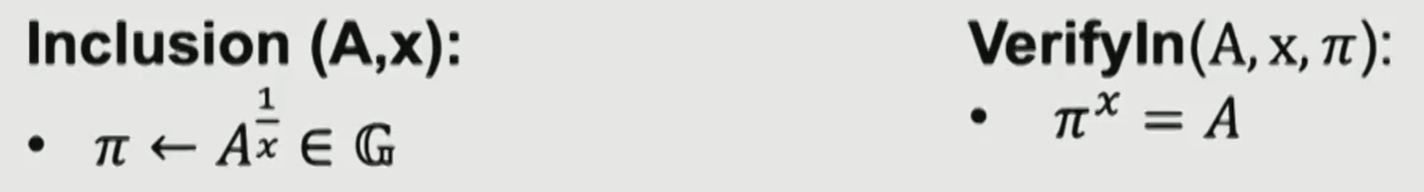 Inclusion (A,x):
• π ← A^{1/x} ∈ 𝔾
VerifyIn(A, x, π):
• π^x = A